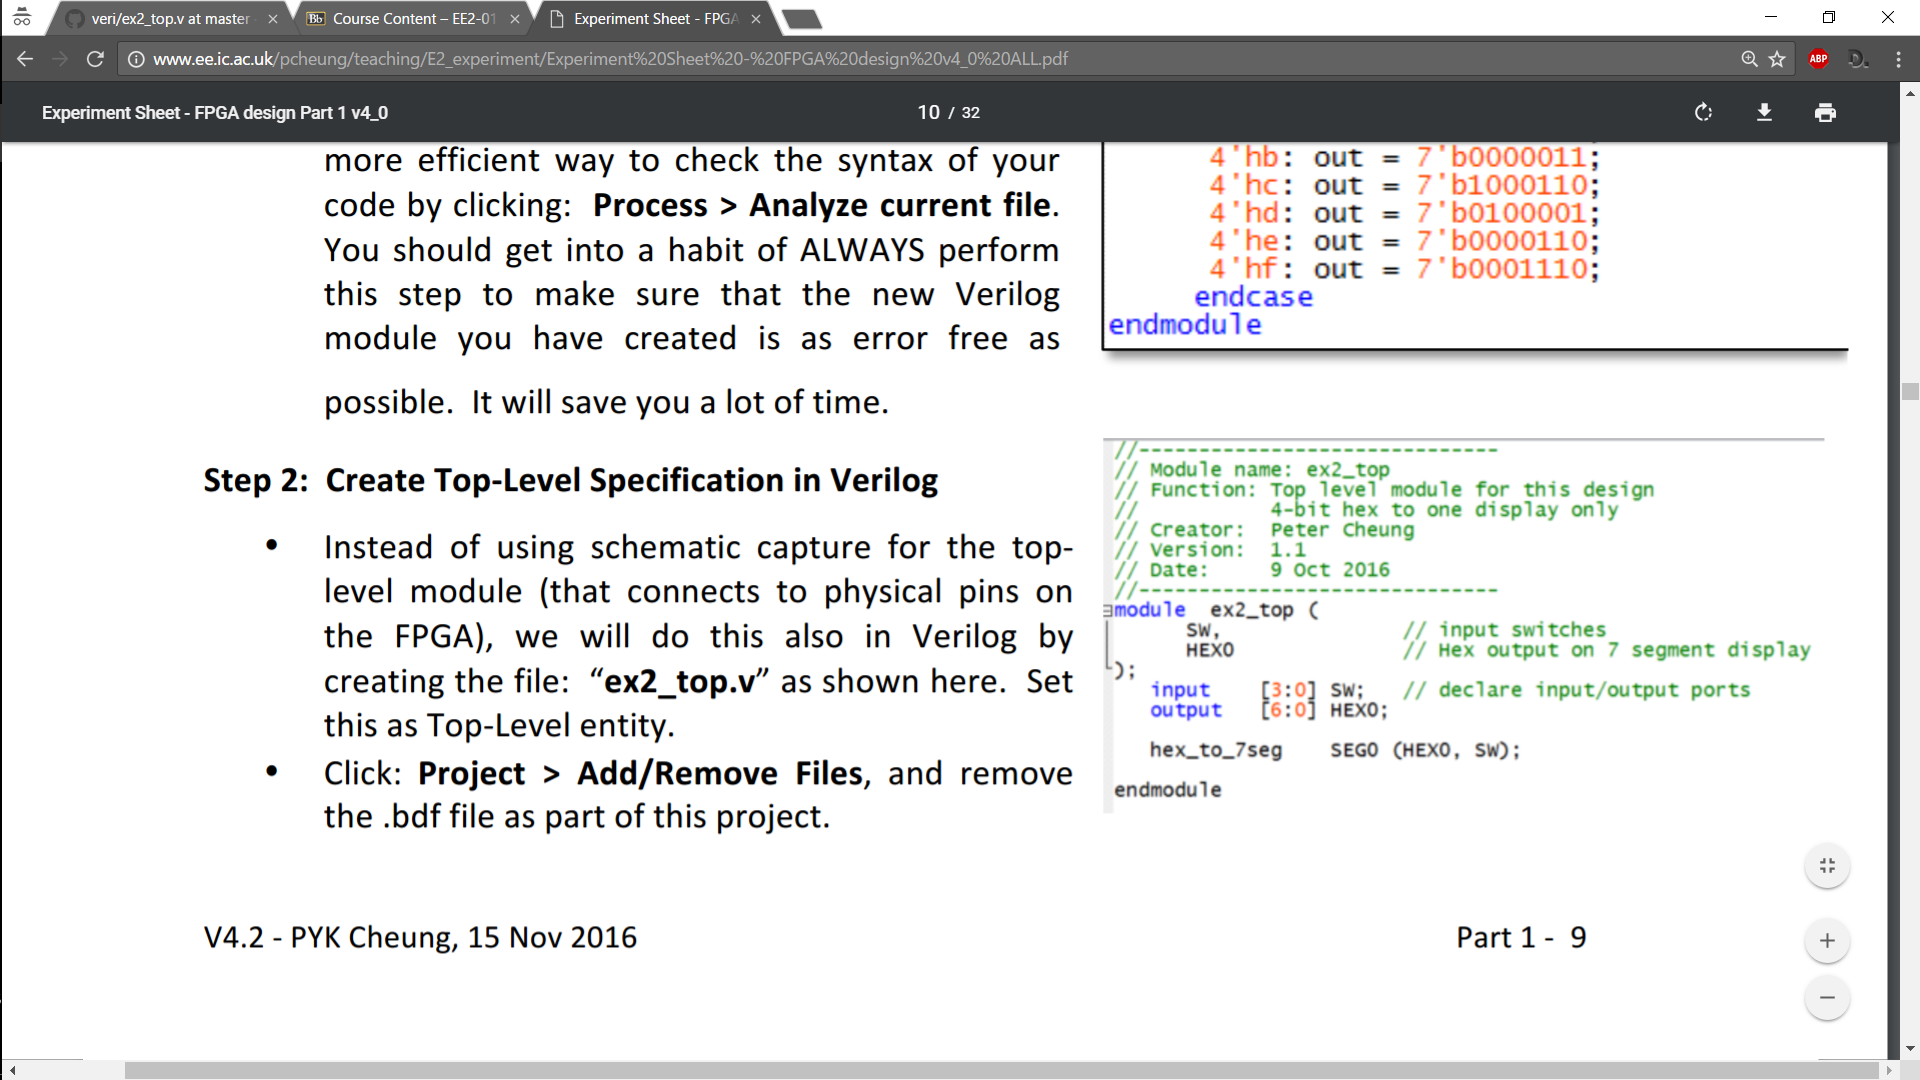 veri/ex2_top.v at master
Course Content – EE2-01
Experiment Sheet - FPGA
www.ee.ic.ac.uk/pcheung/teaching/E2_experiment/Experiment%20Sheet%20-%20FPGA%20design%20v4_0%20ALL.pdf
ABP
Experiment Sheet - FPGA design Part 1 v4_0
10 / 32
more efficient way to check the syntax of your
code by clicking: Process > Analyze current file.
You should get into a habit of ALWAYS perform
this step to make sure that the new Verilog
module you have created is as error free as
possible. It will save you a lot of time.
4'hb: out = 7'b0000011;
4'hc: out = 7'b1000110;
4'hd: out = 7'b0100001;
4'he: out = 7'b0000110;
4'hf: out = 7'b0001110;
endcase
endmodule
Step 2: Create Top-Level Specification in Verilog
• Instead of using schematic capture for the top-
level module (that connects to physical pins on
the FPGA), we will do this also in Verilog by
creating the file: “ex2_top.v” as shown here. Set
this as Top-Level entity.
• Click: Project > Add/Remove Files, and remove
the .bdf file as part of this project.
//------------------------------
// Module name: ex2_top
// Function: Top level module for this design
// 4-bit hex to one display only
// Creator: Peter Cheung
// Version: 1.1
// Date: 9 Oct 2016
//------------------------------
module ex2_top (
SW, // input switches
HEX0 // Hex output on 7 segment display
);
input [3:0] SW; // declare input/output ports
output [6:0] HEX0;
hex_to_7seg SEG0 (HEX0, SW);
endmodule
V4.2 - PYK Cheung, 15 Nov 2016
Part 1 - 9